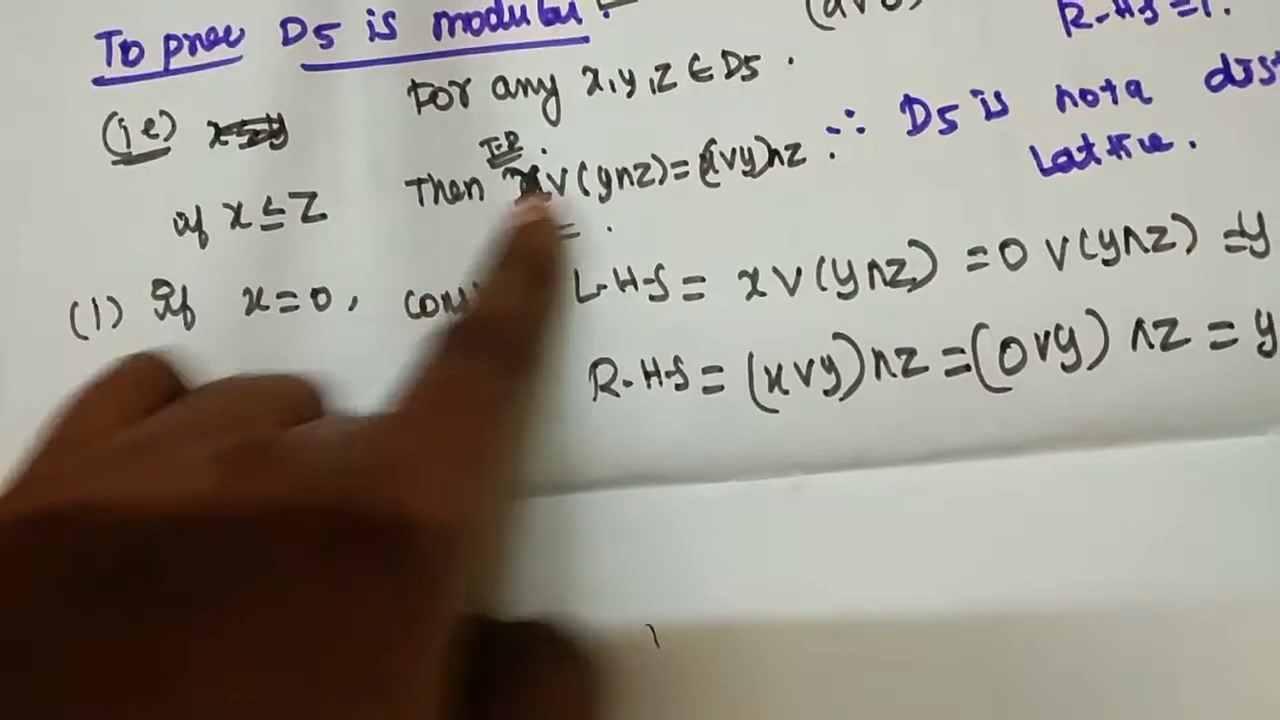 To prove D5 is modular.
(avb)
R-H-S=1.
(ie) For any x,y,z ∈ D5.
T.P.
if x ≤ z Then x∨(y∧z)=(x∨y)∧z.
∴ D5 is not a
Lattice.
=.
(1) If x=0, L-H-S = x∨(y∧z) = 0∨(y∧z) = y
R-H-S = (x∨y)∧z = (0∨y)∧z = y